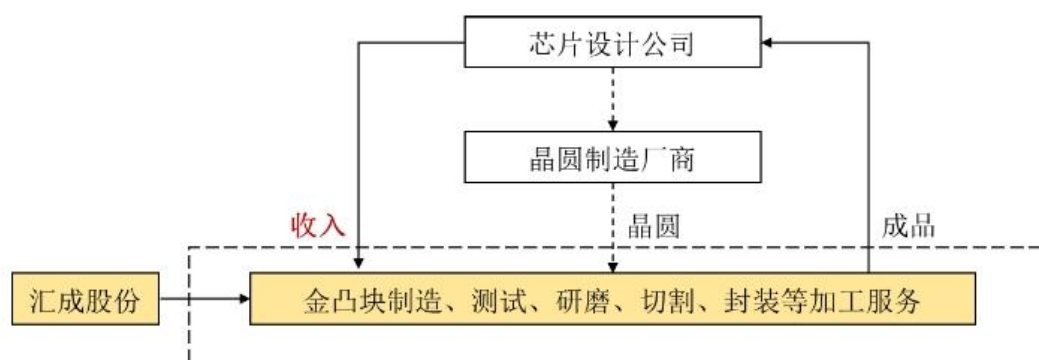 芯片设计公司
晶圆制造厂商
收入
晶圆
成品
汇成股份
金凸块制造、测试、研磨、切割、封装等加工服务